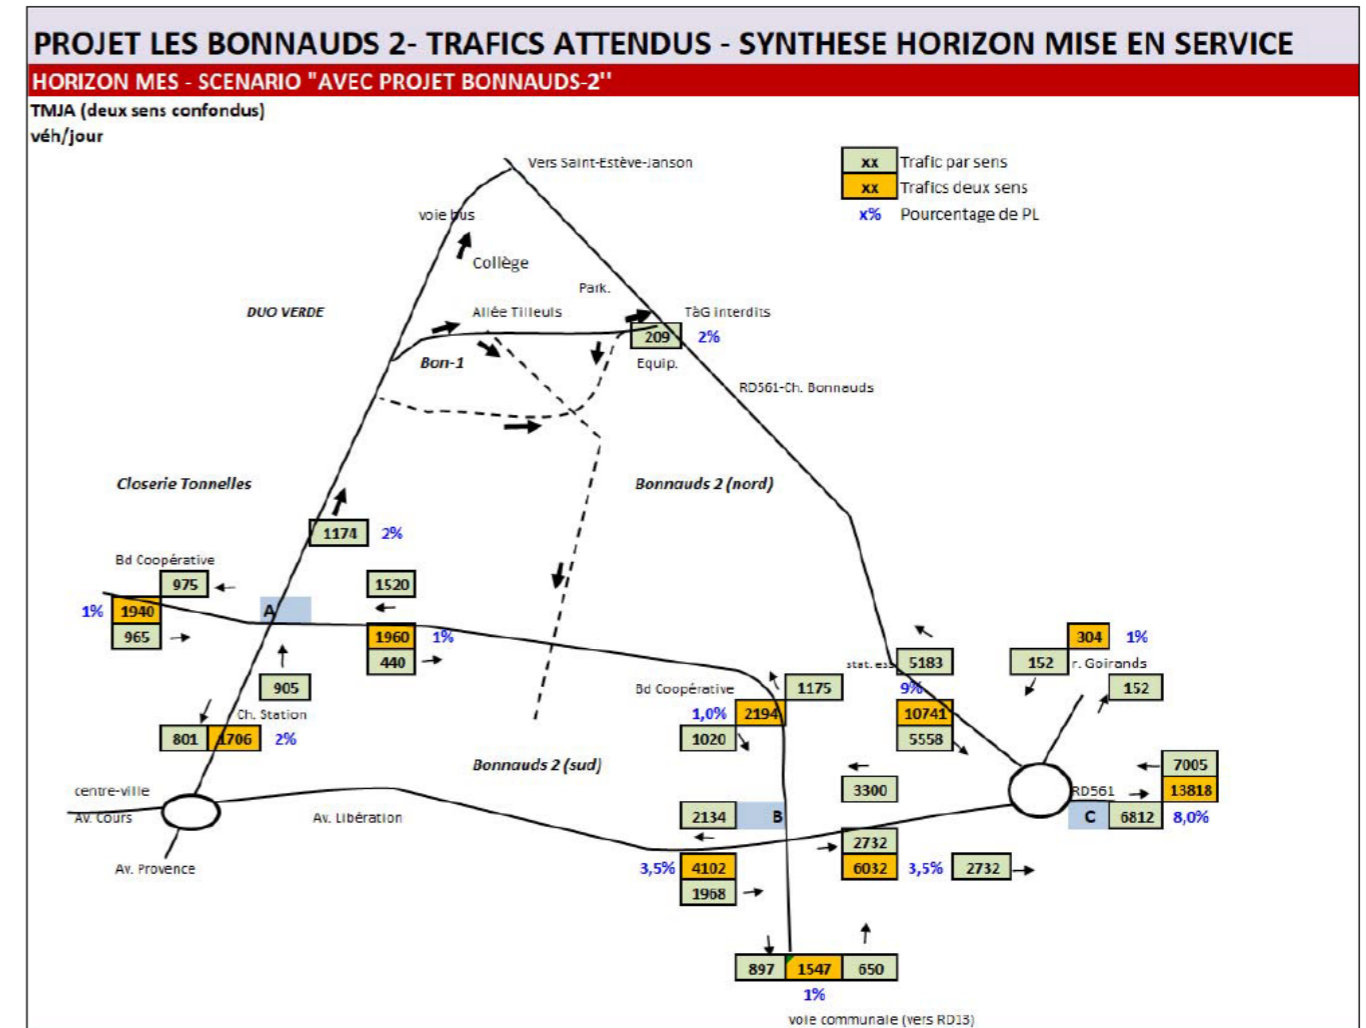 PROJET LES BONNAUDS 2- TRAFICS ATTENDUS - SYNTHESE HORIZON MISE EN SERVICE
HORIZON MES - SCENARIO "AVEC PROJET BONNAUDS-2''
TMJA (deux sens confondus)
véh/jour
Vers Saint-Estève-Janson
xx Trafic par sens
xx Trafics deux sens
x% Pourcentage de PL
voie bus
Collège
Park.
DUO VERDE
Allée Tilleuls
TàG interdits
209 2%
Bon-1
Equip.
RD561-Ch. Bonnauds
Closerie Tonnelles
Bonnauds 2 (nord)
1174 2%
Bd Coopérative
975
1520
1% 1940
A
965
1960 1%
440
304 1%
stat. ess
5183
152
r. Goirands
905
Bd Coopérative
1175
9%
152
Ch. Station
1,0% 2194
10741
801 1706 2%
1020
5558
Bonnauds 2 (sud)
7005
centre-ville
3300
RD561
13818
Av. Cours
Av. Libération
2134
B
C
6812
8,0%
2732
Av. Provence
3,5% 4102
6032 3,5% 2732
1968
897 1547 650
1%
voie communale (vers RD13)